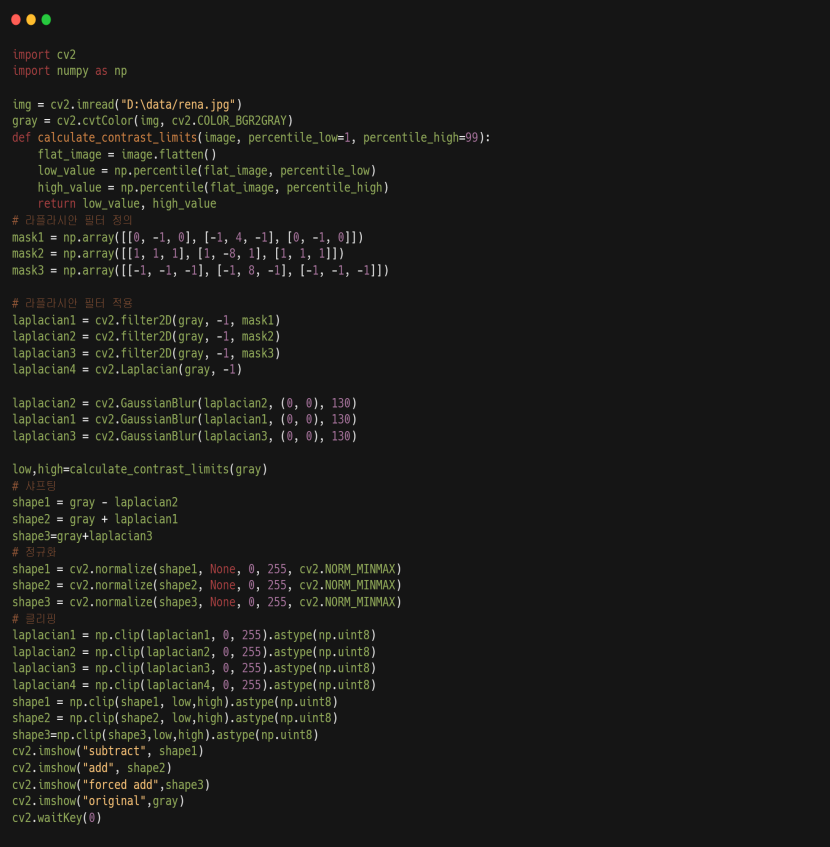 import cv2
import numpy as np
img = cv2.imread("D:\data/rena.jpg")
gray = cv2.cvtColor(img, cv2.COLOR_BGR2GRAY)
def calculate_contrast_limits(image, percentile_low=1, percentile_high=99):
    flat_image = image.flatten()
    low_value = np.percentile(flat_image, percentile_low)
    high_value = np.percentile(flat_image, percentile_high)
    return low_value, high_value
# 라플라시안 필터 정의
mask1 = np.array([[0, -1, 0], [-1, 4, -1], [0, -1, 0]])
mask2 = np.array([[1, 1, 1], [1, -8, 1], [1, 1, 1]])
mask3 = np.array([[-1, -1, -1], [-1, 8, -1], [-1, -1, -1]])
# 라플라시안 필터 적용
laplacian1 = cv2.filter2D(gray, -1, mask1)
laplacian2 = cv2.filter2D(gray, -1, mask2)
laplacian3 = cv2.filter2D(gray, -1, mask3)
laplacian4 = cv2.Laplacian(gray, -1)
laplacian2 = cv2.GaussianBlur(laplacian2, (0, 0), 130)
laplacian1 = cv2.GaussianBlur(laplacian1, (0, 0), 130)
laplacian3 = cv2.GaussianBlur(laplacian3, (0, 0), 130)
low,high=calculate_contrast_limits(gray)
# 샤프팅
shape1 = gray - laplacian2
shape2 = gray + laplacian1
shape3=gray+laplacian3
# 정규화
shape1 = cv2.normalize(shape1, None, 0, 255, cv2.NORM_MINMAX)
shape2 = cv2.normalize(shape2, None, 0, 255, cv2.NORM_MINMAX)
shape3 = cv2.normalize(shape3, None, 0, 255, cv2.NORM_MINMAX)
# 클리핑
laplacian1 = np.clip(laplacian1, 0, 255).astype(np.uint8)
laplacian2 = np.clip(laplacian2, 0, 255).astype(np.uint8)
laplacian3 = np.clip(laplacian3, 0, 255).astype(np.uint8)
laplacian4 = np.clip(laplacian4, 0, 255).astype(np.uint8)
shape1 = np.clip(shape1, low,high).astype(np.uint8)
shape2 = np.clip(shape2, low,high).astype(np.uint8)
shape3=np.clip(shape3,low,high).astype(np.uint8)
cv2.imshow("subtract", shape1)
cv2.imshow("add", shape2)
cv2.imshow("forced add",shape3)
cv2.imshow("original",gray)
cv2.waitKey(0)